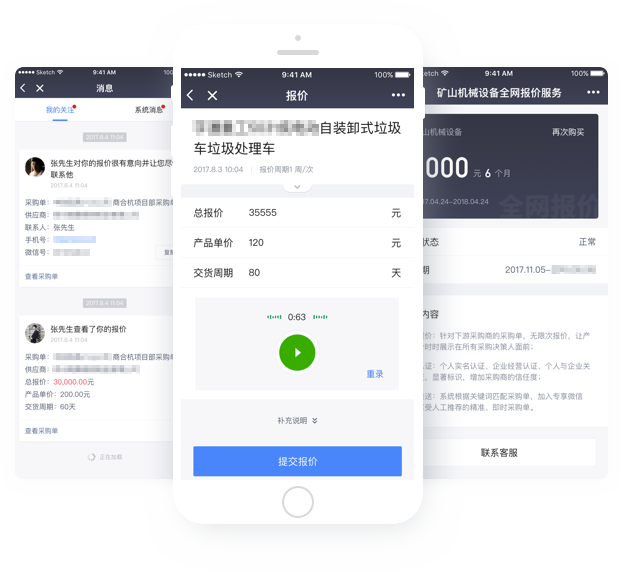 Sketch
9:41 AM
100%
消息
我的关注
系统消息
2017.8.4 11:04
张先生对你的报价很有意向并让您尽
联系他
2017.8.4 11:04
采购单：
商合机项目部采购单
供应商：
联系人：张先生
手机号：
微信号：
查看采购单
2017.8.4 11:04
张先生查看了你的报价
2017.8.4 11:04
采购单：
商合机项目部采购单
供应商：
总报价：30,000.00元
产品单价：200.00元
交货周期：60天
查看采购单
正在加载
Sketch
9:41 AM
100%
报价
自装卸式垃圾
车垃圾处理车
2017.8.3 10:04
报价周期1 周/次
总报价 35555 元
产品单价 120 元
交货周期 80 天
0:63
重录
补充说明
提交报价
etch
9:41 AM
100%
矿山机械设备全网报价服务
山机械设备
再次购买
000 元 6 个月
17.04.24–2018.04.24
全网报价
状态 正常
期 2017.11.05–
内容
价：针对下游采购商的采购单，无限次报价，让产
时时展示在所有采购决策人面前；
证：个人实名认证、企业经营认证、个人与企业关
，显著标识，增加采购商的信任度；
送：系统根据关键词匹配采购单，加入专享微信
受人工推荐的精准、即时采购单。
联系客服